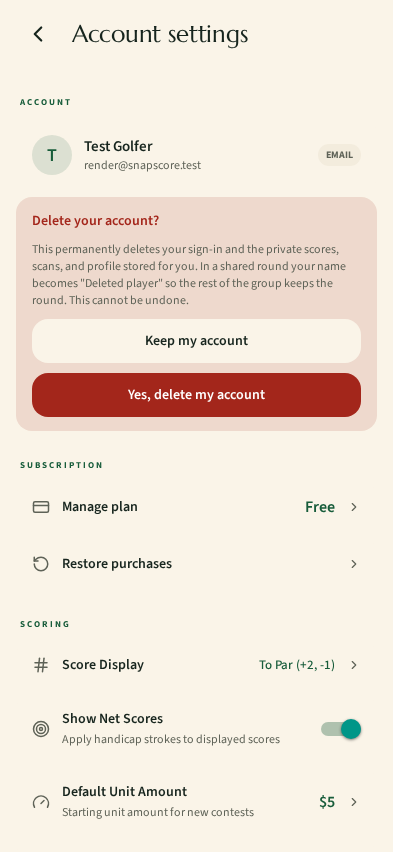 Account settings
ACCOUNT
T
Test Golfer
render@snapscore.test
EMAIL
Delete your account?
This permanently deletes your sign-in and the private scores,
scans, and profile stored for you. In a shared round your name
becomes "Deleted player" so the rest of the group keeps the
round. This cannot be undone.
Keep my account
Yes, delete my account
SUBSCRIPTION
Manage plan
Free
Restore purchases
SCORING
Score Display
To Par (+2, -1)
Show Net Scores
Apply handicap strokes to displayed scores
Default Unit Amount
Starting unit amount for new contests
$5